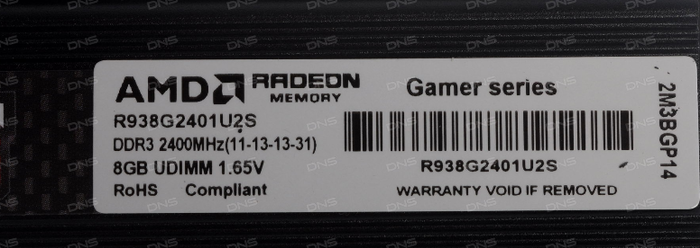 AMD RADEON
MEMORY
Gamer series
R938G2401U2S
DDR3 2400MHz(11-13-13-31)
8GB UDIMM 1.65V
RoHS Compliant
R938G2401U2S
WARRANTY VOID IF REMOVED
2M3BGP14
DNS